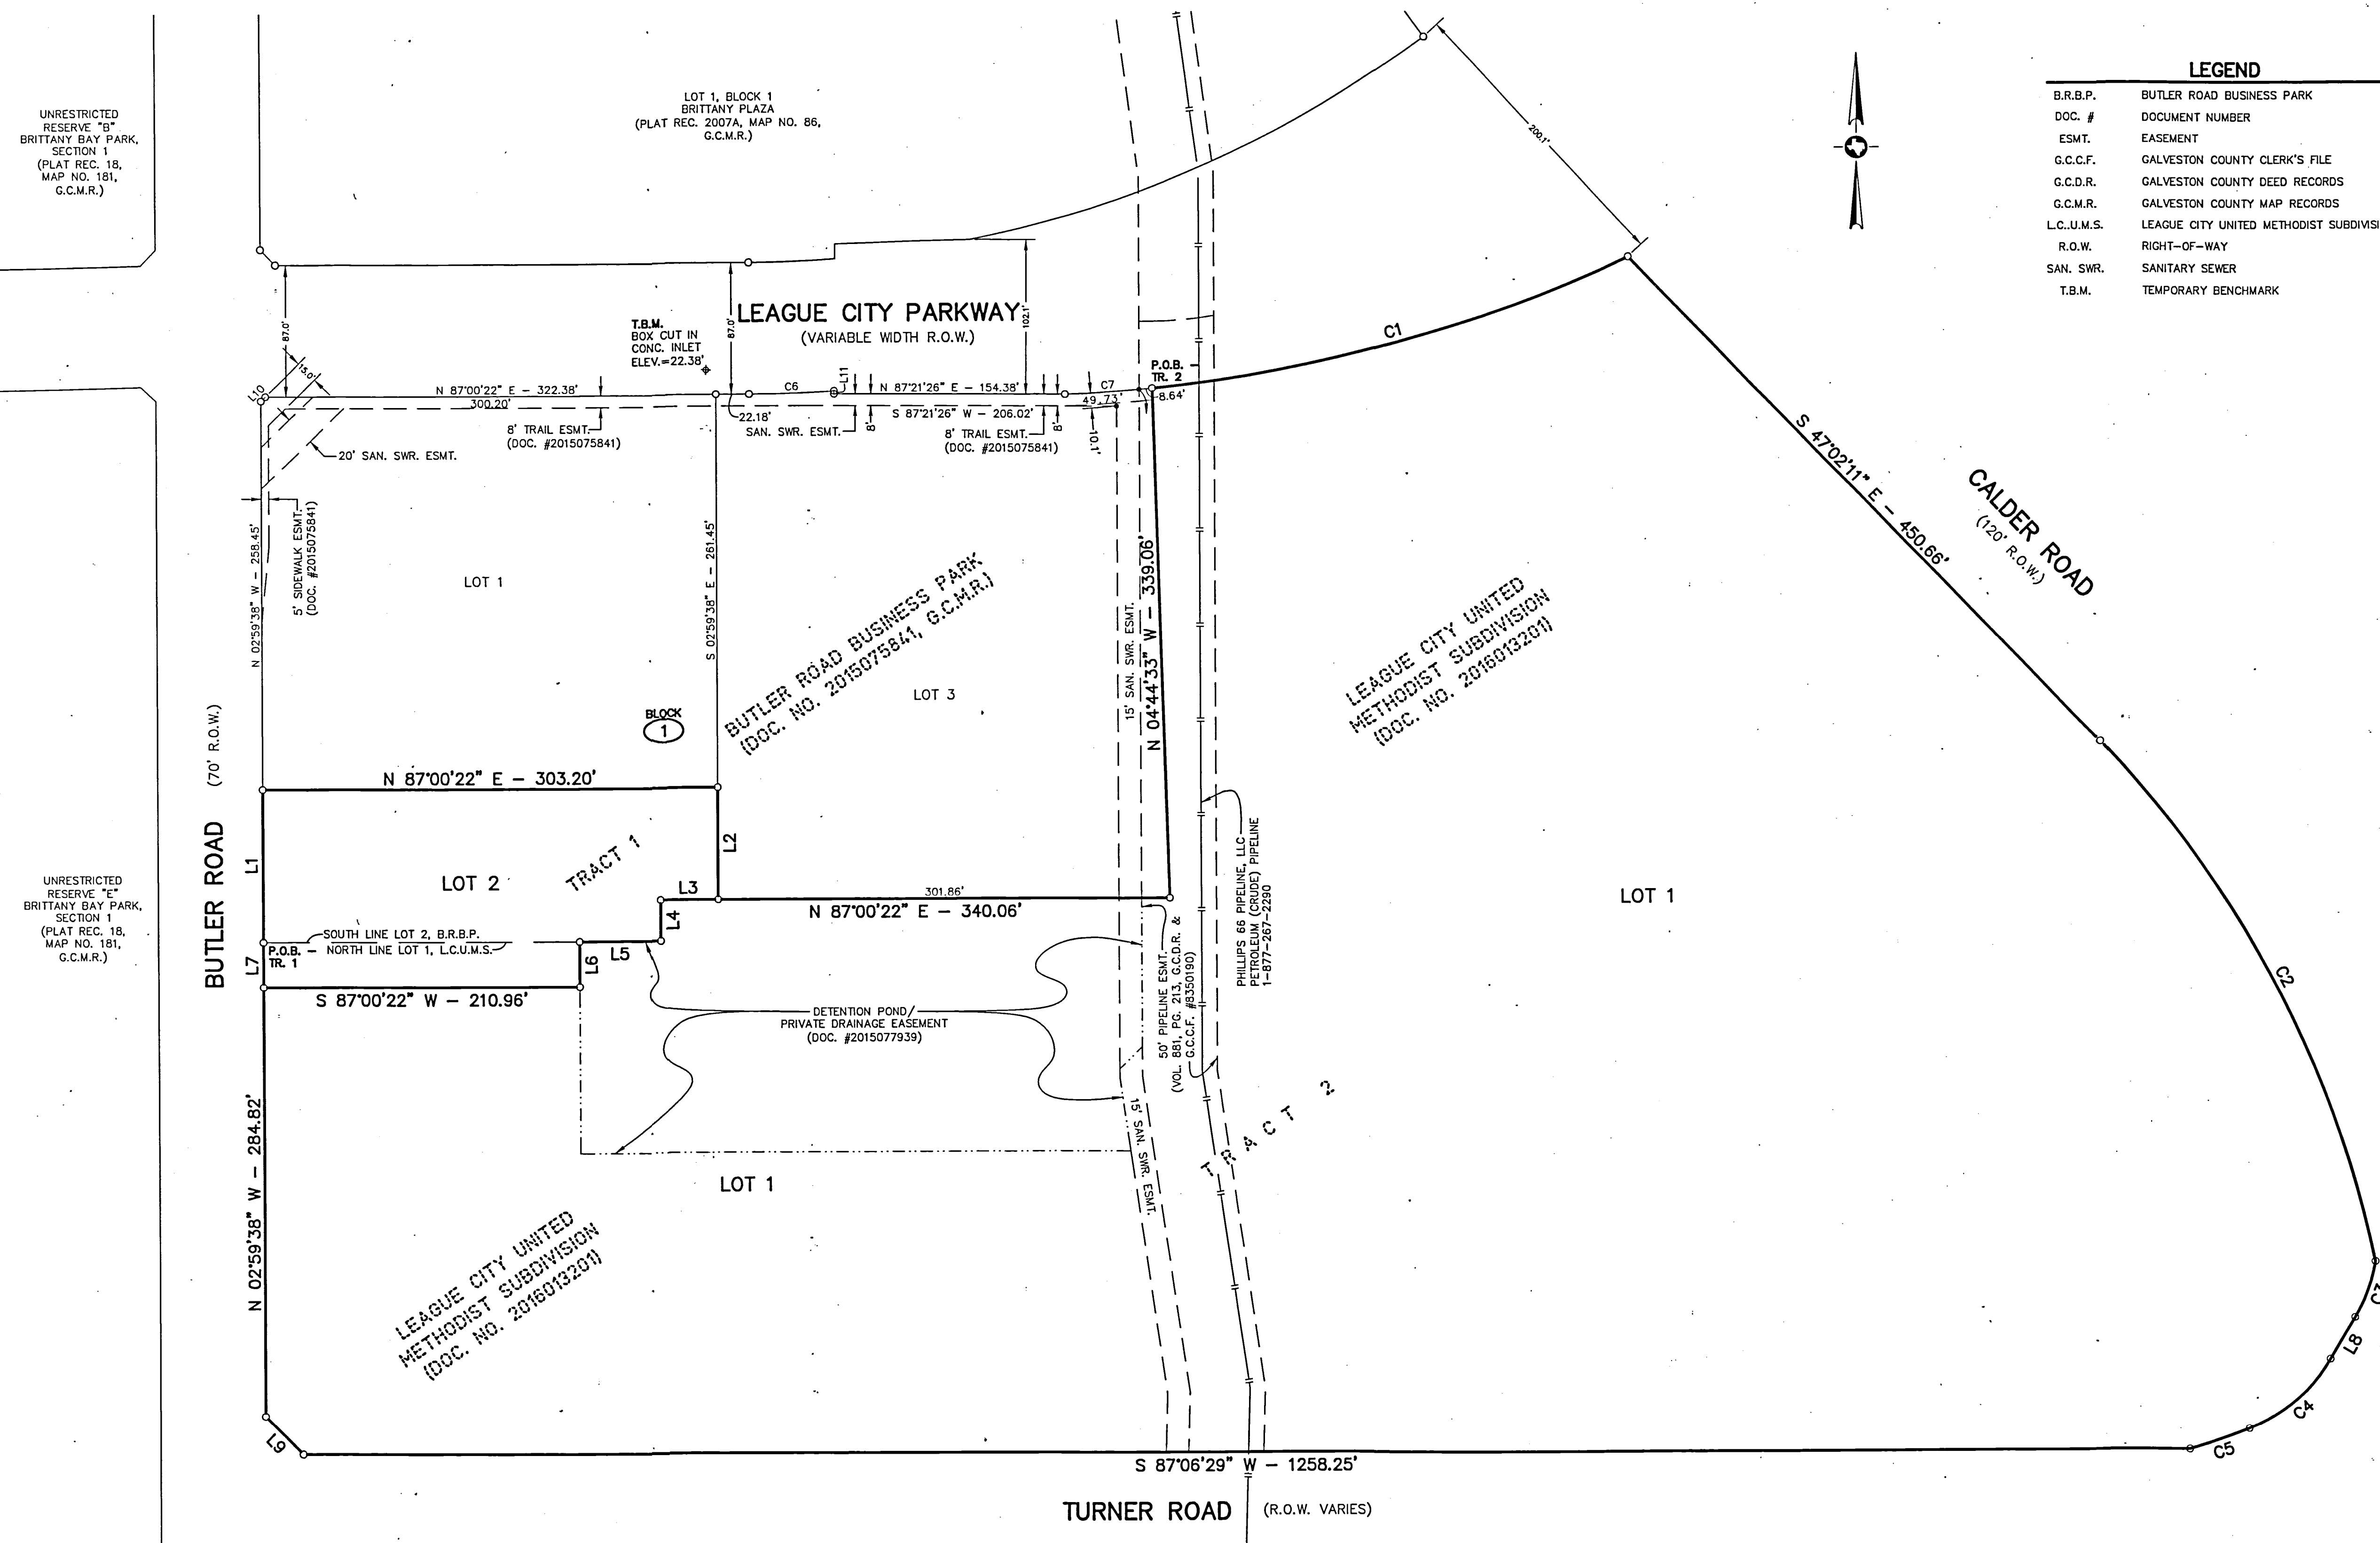 UNRESTRICTED
RESERVE "B"
BRITTANY BAY PARK,
SECTION 1
(PLAT REC. 18,
MAP NO. 181,
G.C.M.R.)
LOT 1, BLOCK 1
BRITTANY PLAZA
(PLAT REC. 2007A, MAP NO. 86,
G.C.M.R.)
200.1'
LEGEND
B.R.B.P. BUTLER ROAD BUSINESS PARK
DOC. # DOCUMENT NUMBER
ESMT. EASEMENT
G.C.C.F. GALVESTON COUNTY CLERK'S FILE
G.C.D.R. GALVESTON COUNTY DEED RECORDS
G.C.M.R. GALVESTON COUNTY MAP RECORDS
L.C..U.M.S. LEAGUE CITY UNITED METHODIST SUBDIVISI
R.O.W. RIGHT-OF-WAY
SAN. SWR. SANITARY SEWER
T.B.M. TEMPORARY BENCHMARK
87.0'
87.0'
102.1'
LEAGUE CITY PARKWAY
(VARIABLE WIDTH R.O.W.)
T.B.M.
BOX CUT IN
CONC. INLET
ELEV.=22.38'
C1
P.O.B. -
TR. 2
L10
15.0'
N 87°00'22" E - 322.38'
300.20'
22.18'
C6
L11
N 87°21'26" E - 154.38'
C7
49.73'
8.64'
S 87°21'26" W - 206.02'
8' TRAIL ESMT.
(DOC. #2015075841)
SAN. SWR. ESMT.
8'
8' TRAIL ESMT.
(DOC. #2015075841)
8'
10.1'
20' SAN. SWR. ESMT.
5' SIDEWALK ESMT.
(DOC. #2015075841)
N 02°59'38" W - 258.45'
S 02°59'38" E - 261.45'
LOT 1
BLOCK
1
BUTLER ROAD BUSINESS PARK
(DOC. NO. 2015075841, G.C.M.R.)
LOT 3
15' SAN. SWR. ESMT.
N 04°44'33" W - 339.06'
LEAGUE CITY UNITED
METHODIST SUBDIVISION
(DOC. NO. 2016013201)
S 47°02'11" E - 450.66'
CALDER ROAD
(120' R.O.W.)
BUTLER ROAD
(70' R.O.W.)
N 87°00'22" E - 303.20'
L1
L2
LOT 2
TRACT 1
L3
L4
301.86'
N 87°00'22" E - 340.06'
SOUTH LINE LOT 2, B.R.B.P.
P.O.B. -
TR. 1
NORTH LINE LOT 1, L.C.U.M.S.
L5
L6
L7
S 87°00'22" W - 210.96'
DETENTION POND/
PRIVATE DRAINAGE EASEMENT
(DOC. #2015077939)
50' PIPELINE ESMT.
(VOL. 881, PG. 213, G.C.D.R. &
G.C.C.F. #8350190)
PHILLIPS 66 PIPELINE, LLC
PETROLEUM (CRUDE) PIPELINE
1-877-267-2290
LOT 1
C2
UNRESTRICTED
RESERVE "E"
BRITTANY BAY PARK,
SECTION 1
(PLAT REC. 18,
MAP NO. 181,
G.C.M.R.)
TRACT 2
15' SAN. SWR. ESMT.
N 02°59'38" W - 284.82'
LOT 1
LEAGUE CITY UNITED
METHODIST SUBDIVISION
(DOC. NO. 2016013201)
C3
L8
C4
C5
L9
S 87°06'29" W - 1258.25'
TURNER ROAD
(R.O.W. VARIES)